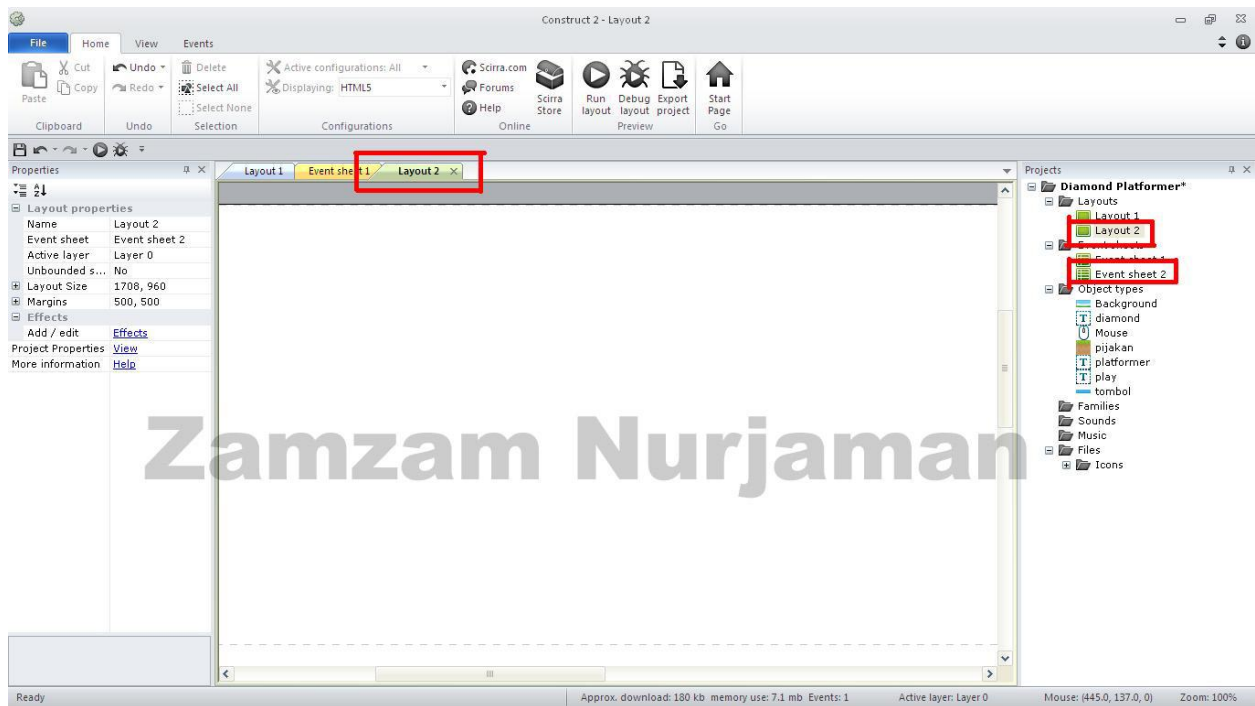 Construct 2 - Layout 2
File Home View Events
Paste
Cut
Copy
Clipboard
Undo
Redo
Undo
Delete
Select All
Select None
Selection
Active configurations: All
Displaying: HTML5
Configurations
Scirra.com
Forums
Help
Scirra Store
Online
Run layout
Debug layout
Export project
Preview
Start Page
Go
Properties
Layout properties
Name Layout 2
Event sheet Event sheet 2
Active layer Layer 0
Unbounded s... No
Layout Size 1708, 960
Margins 500, 500
Effects
Add / edit Effects
Project Properties View
More information Help
Layout 1 Event sheet 1 Layout 2
Zamzam Nurjaman
Projects
Diamond Platformer*
Layouts
Layout 1
Layout 2
Event sheets
Event sheet 1
Event sheet 2
Object types
Background
diamond
Mouse
pijakan
platformer
play
tombol
Families
Sounds
Music
Files
Icons
Ready Approx. download: 180 kb memory use: 7.1 mb Events: 1 Active layer: Layer 0 Mouse: (445.0, 137.0, 0) Zoom: 100%